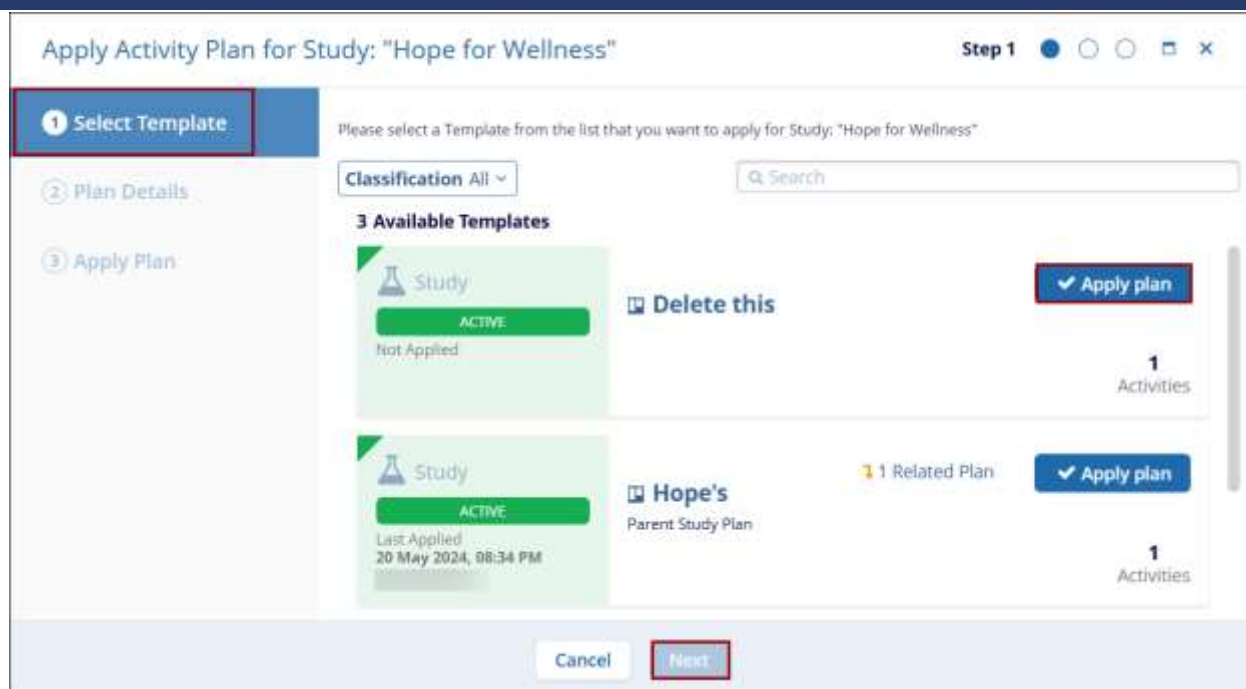 Apply Activity Plan for Study: "Hope for Wellness"
Step 1
1 Select Template
2 Plan Details
3 Apply Plan
Please select a Template from the list that you want to apply for Study: "Hope for Wellness"
Classification All
Search
3 Available Templates
Study
ACTIVE
Not Applied
Delete this
Apply plan
1
Activities
Study
ACTIVE
Last Applied
20 May 2024, 08:34 PM
Hope's
Parent Study Plan
1 Related Plan
Apply plan
1
Activities
Cancel
Next